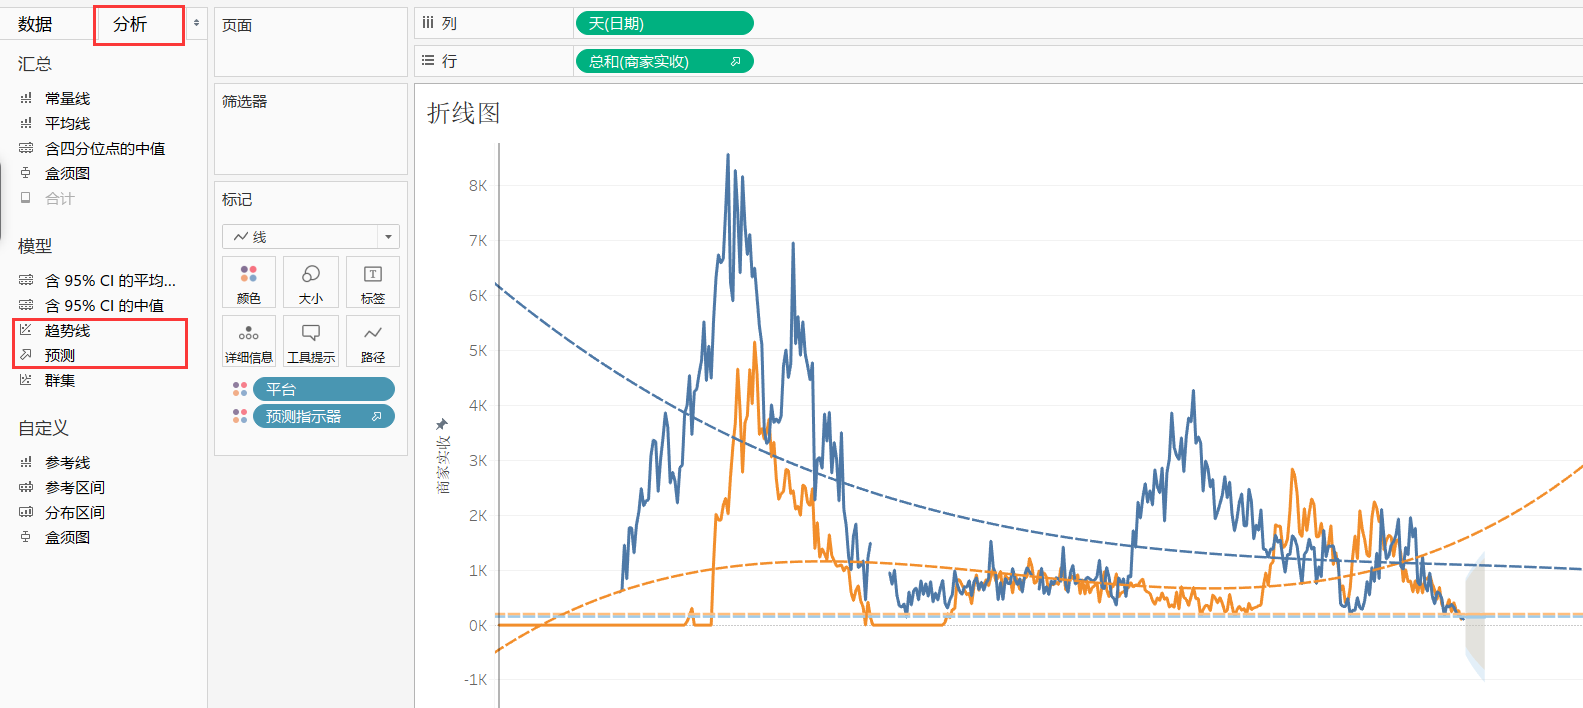 数据
分析
汇总
常量线
平均线
含四分位点的中值
盒须图
合计
模型
含 95% CI 的平均...
含 95% CI 的中值
趋势线
预测
群集
自定义
参考线
参考区间
分布区间
盒须图
页面
筛选器
标记
线
颜色
大小
T
标签
详细信息
工具提示
路径
平台
预测指示器
列
天(日期)
行
总和(商家实收)
折线图
商家实收
8K
7K
6K
5K
4K
3K
2K
1K
0K
-1K